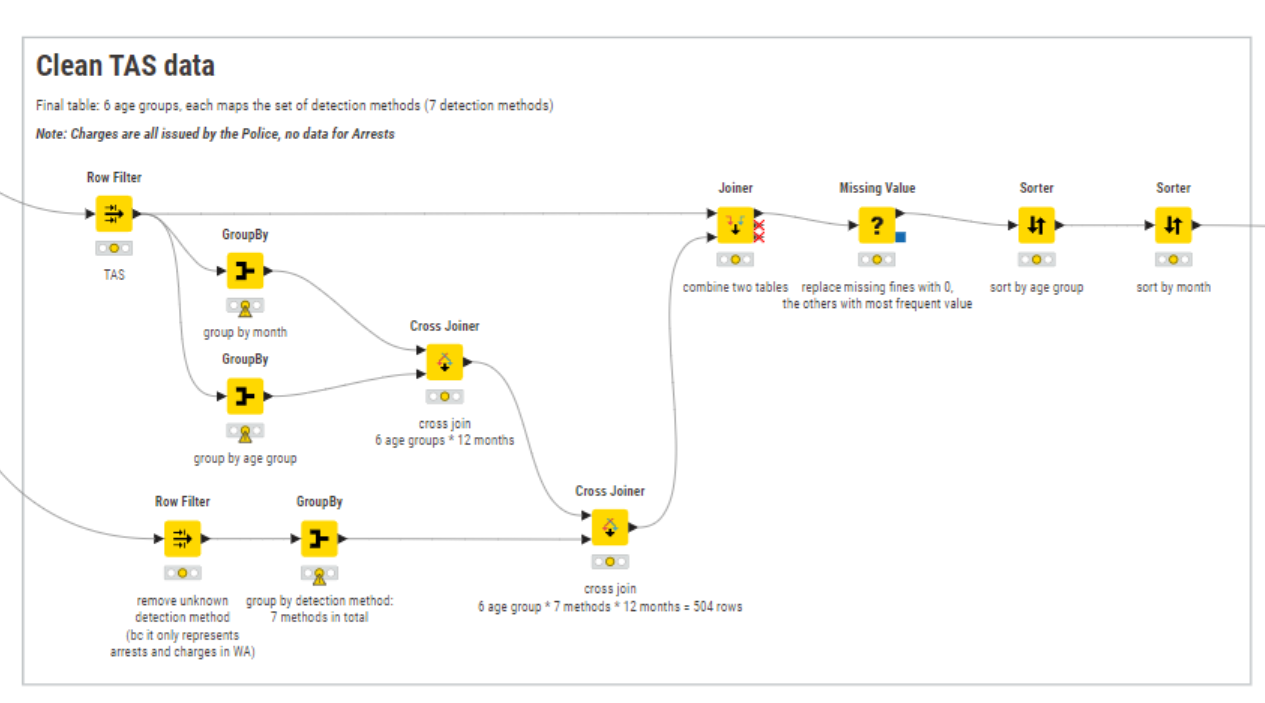 Clean TAS data
Final table: 6 age groups, each maps the set of detection methods (7 detection methods)
Note: Charges are all issued by the Police, no data for Arrests
Row Filter
TAS
GroupBy
group by month
GroupBy
group by age group
Cross Joiner
cross join
6 age groups * 12 months
Row Filter
remove unknown
detection method
(bc it only represents
arrests and charges in WA)
GroupBy
group by detection method:
7 methods in total
Cross Joiner
cross join
6 age group * 7 methods * 12 months = 504 rows
Joiner
combine two tables
Missing Value
?
replace missing fines with 0,
the others with most frequent value
Sorter
sort by age group
Sorter
sort by month